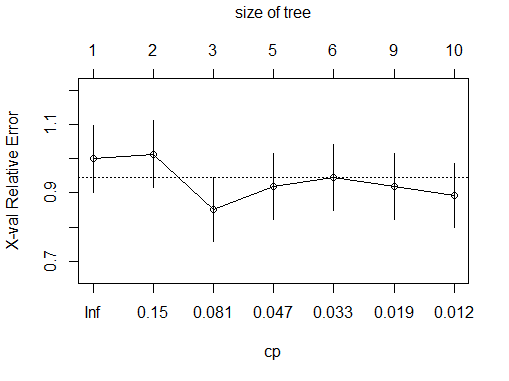 size of tree
1 2 3 5 6 9 10
X-val Relative Error
1.1
0.9
0.7
Inf 0.15 0.081 0.047 0.033 0.019 0.012
cp